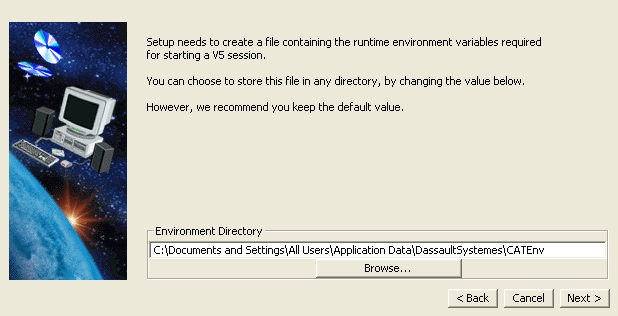 Setup needs to create a file containing the runtime environment variables required
for starting a V5 session.
You can choose to store this file in any directory, by changing the value below.
However, we recommend you keep the default value.
Environment Directory
C:\Documents and Settings\All Users\Application Data\DassaultSystemes\CATEnv
Browse...
< Back
Cancel
Next >